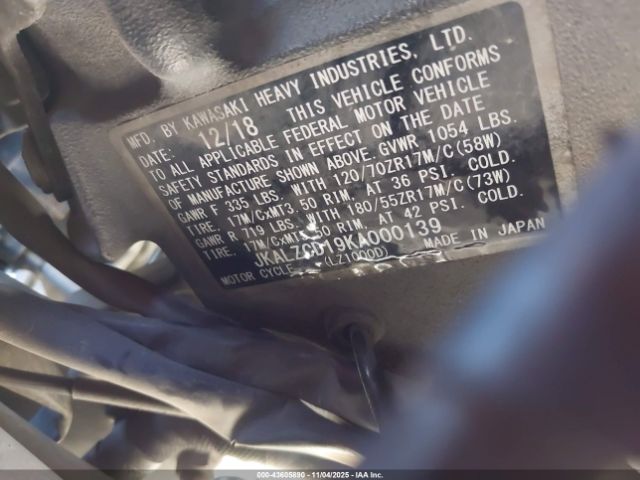 MFD. BY KAWASAKI HEAVY INDUSTRIES, LTD.
DATE: 12/18 THIS VEHICLE CONFORMS
TO ALL APPLICABLE FEDERAL MOTOR VEHICLE
SAFETY STANDARDS IN EFFECT ON THE DATE
OF MANUFACTURE SHOWN ABOVE. GVWR 1054 LBS.
GAWR F 335 LBS. WITH 120/70ZR17M/C(58W)
TIRE, 17M/CxMT3.50 RIM, AT 36 PSI. COLD.
GAWR R 719 LBS. WITH 180/55ZR17M/C(73W)
TIRE, 17M/CxMT .50 RIM, AT 42 PSI. COLD.
019KA000139
MOTOR CYCLE (LZ1000D) MADE IN JAPAN
000-43605890 - 11/04/2025 - IAA Inc.